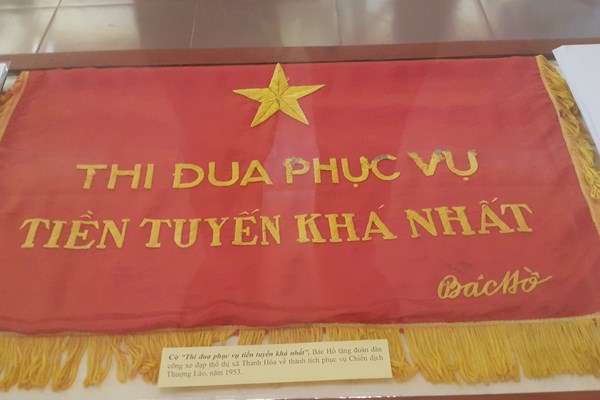 THI ĐUA PHỤC VỤ
TIỀN TUYẾN KHÁ NHẤT
Bác Hồ
Cờ "Thi đua phục vụ tiền tuyến khá nhất", Bác Hồ tặng đoàn dân
công xe đạp thồ thị xã Thanh Hóa về thành tích phục vụ Chiến dịch
Thượng Lào, năm 1953.